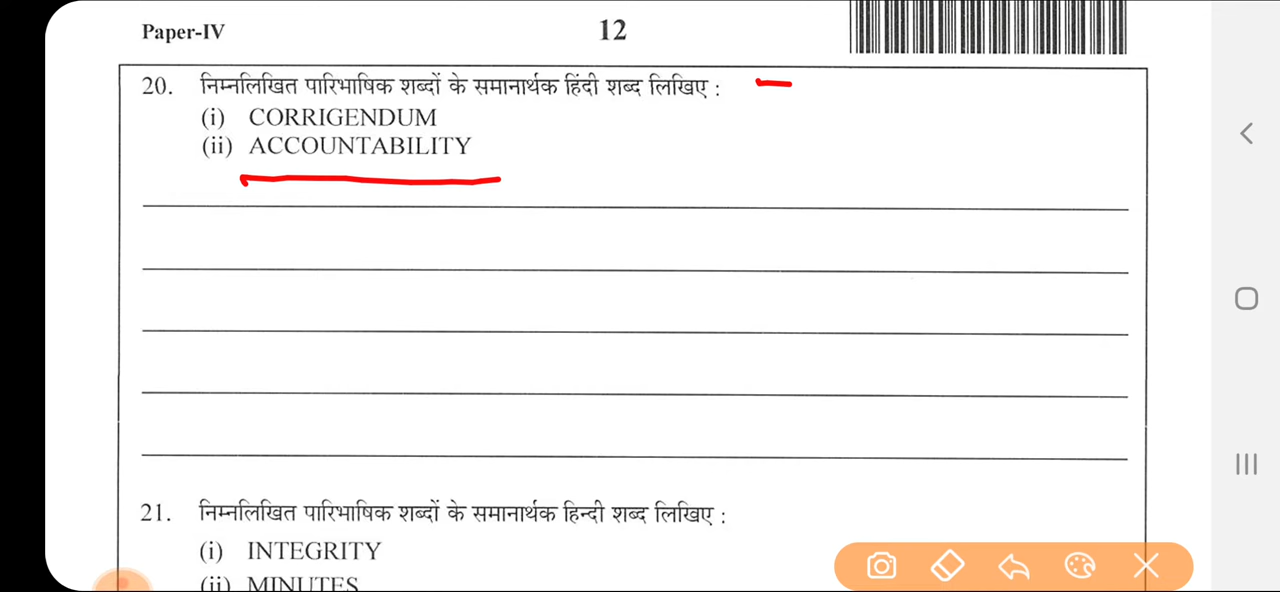 Paper-IV
12
20. निम्नलिखित पारिभाषिक शब्दों के समानार्थक हिंदी शब्द लिखिए :
(i) CORRIGENDUM
(ii) ACCOUNTABILITY
21. निम्नलिखित पारिभाषिक शब्दों के समानार्थक हिन्दी शब्द लिखिए :
(i) INTEGRITY
(ii) MINUTES